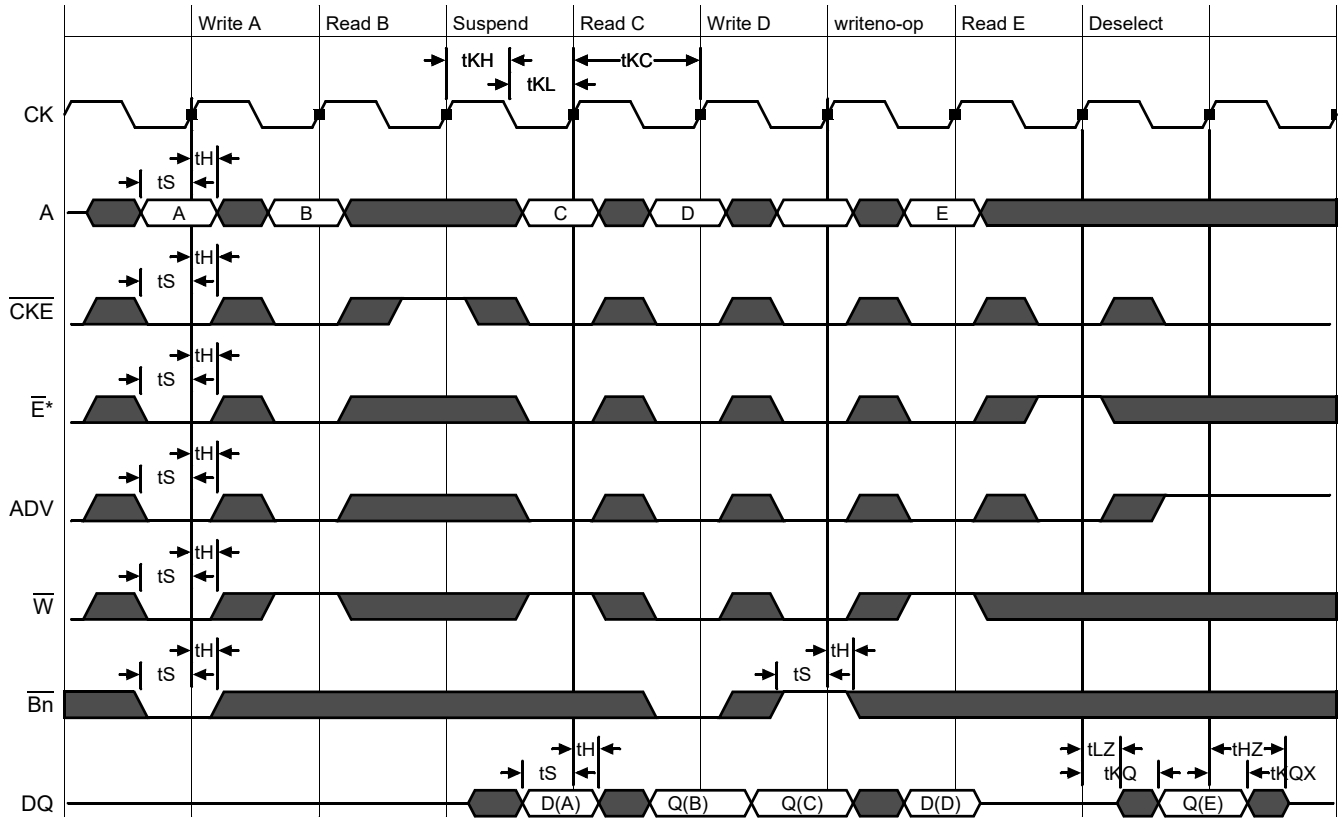 Write A Read B Suspend Read C Write D writeno-op Read E Deselect
tKH tKC
tKL
CK
tH
tS
A A B C D E
tH
tS
CKE
tH
tS
E*
tH
tS
ADV
tH
tS
W
tH tH
tS tS
Bn
tH tLZ tHZ
tS tKQ tKQX
DQ D(A) Q(B) Q(C) D(D) Q(E)